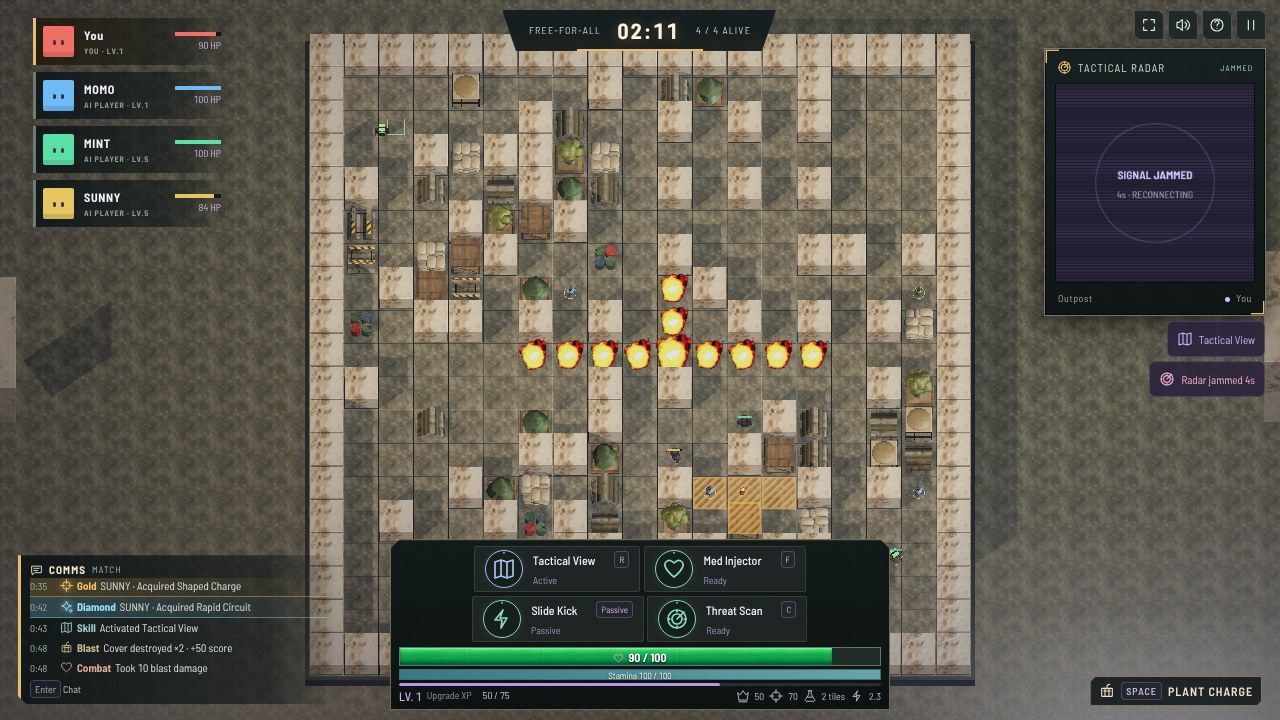 You
YOU · LV.1
90 HP
MOMO
AI PLAYER · LV.1
100 HP
MINT
AI PLAYER · LV.5
100 HP
SUNNY
AI PLAYER · LV.5
84 HP
FREE-FOR-ALL
02:11
4 / 4 ALIVE
TACTICAL RADAR
JAMMED
SIGNAL JAMMED
4s · RECONNECTING
Outpost
You
Tactical View
Radar jammed 4s
COMMS MATCH
0:35 Gold SUNNY · Acquired Shaped Charge
0:42 Diamond SUNNY · Acquired Rapid Circuit
0:43 Skill Activated Tactical View
0:48 Blast Cover destroyed ×2 · +50 score
0:48 Combat Took 10 blast damage
Enter Chat
Tactical View R
Active
Med Injector F
Ready
Slide Kick Passive
Passive
Threat Scan C
Ready
90 / 100
Stamina 100 / 100
LV. 1 Upgrade XP 50 / 75
50 70 2 tiles 2.3
SPACE PLANT CHARGE